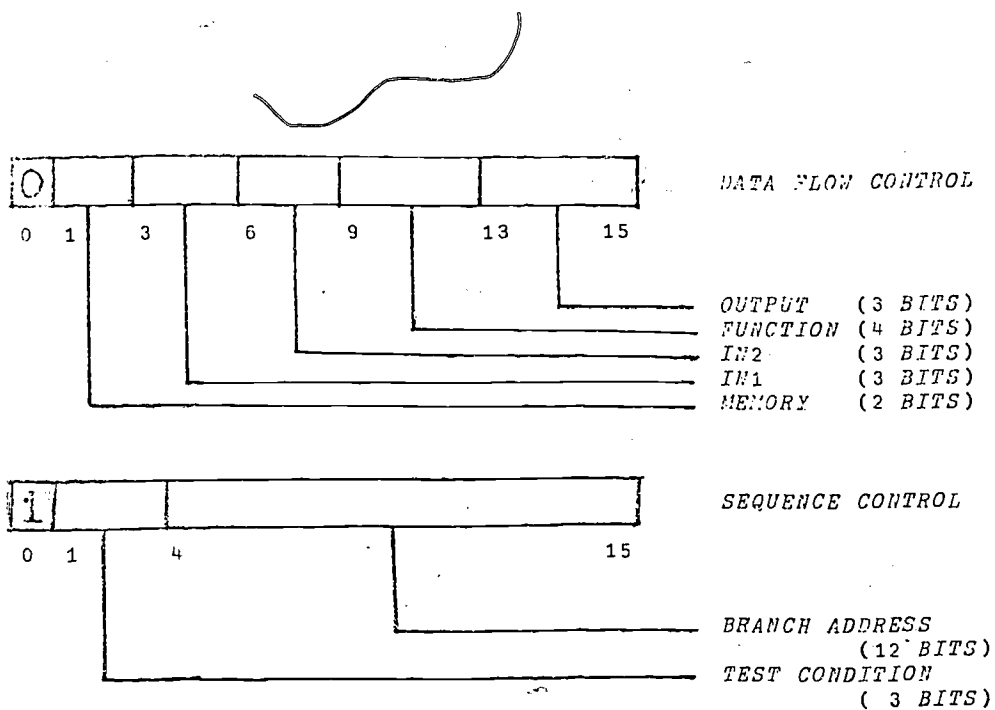 0
DATA FLOW CONTROL
0 1 3 6 9 13 15
OUTPUT (3 BITS)
FUNCTION (4 BITS)
IN2 (3 BITS)
IN1 (3 BITS)
MEMORY (2 BITS)
1
SEQUENCE CONTROL
0 1 4 15
BRANCH ADDRESS
(12 BITS)
TEST CONDITION
( 3 BITS)